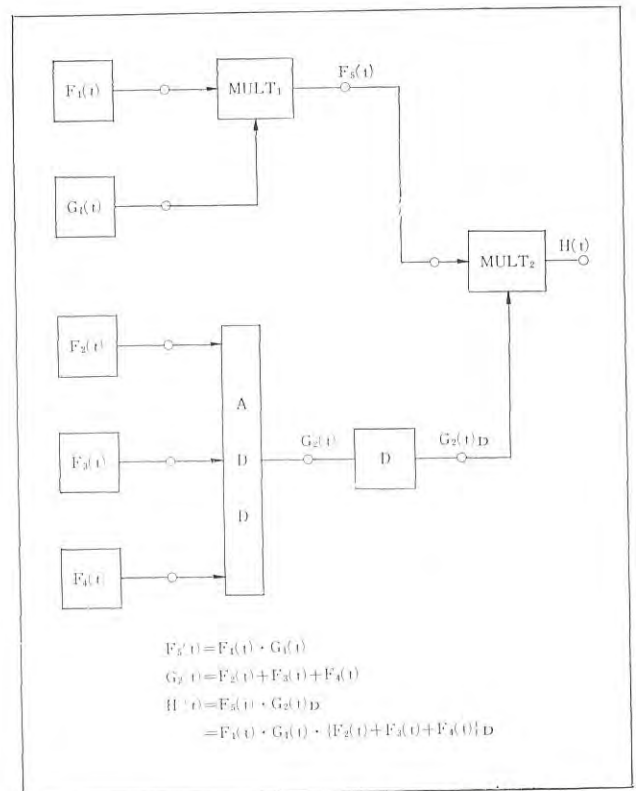 F₁(t)
MULT₁
F₅(t)
G₁(t)
MULT₂
H(t)
F₂(t)
A
D
D
F₃(t)
G₂(t)
D
G₂(t)D
F₄(t)
F₅(t)=F₁(t)·G₁(t)
G₂(t)=F₂(t)+F₃(t)+F₄(t)
H(t)=F₅(t)·G₂(t)D
=F₁(t)·G₁(t)·{F₂(t)+F₃(t)+F₄(t)}D